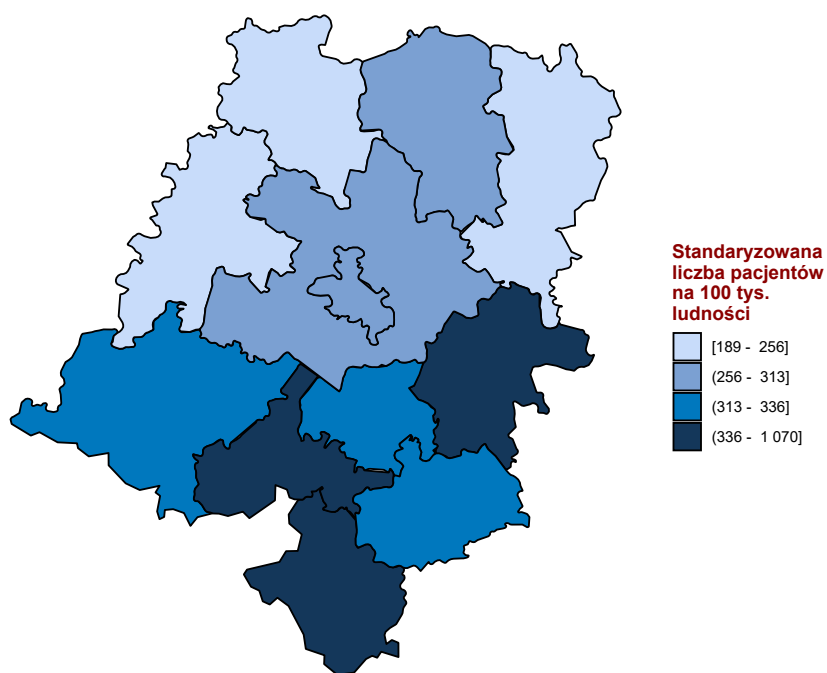 Standaryzowana
liczba pacjentów
na 100 tys.
ludności
[189 - 256]
(256 - 313]
(313 - 336]
(336 - 1 070]